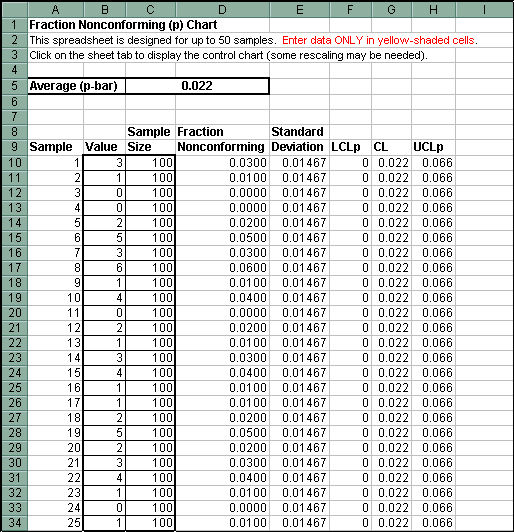 A B C D E F G H I
1 Fraction Nonconforming (p) Chart
2 This spreadsheet is designed for up to 50 samples. Enter data ONLY in yellow-shaded cells.
3 Click on the sheet tab to display the control chart (some rescaling may be needed).
4
5 Average (p-bar) 0.022
6
7
8 Sample Fraction Standard
9 Sample Value Size Nonconforming Deviation LCLp CL UCLp
10 1 3 100 0.0300 0.01467 0 0.022 0.066
11 2 1 100 0.0100 0.01467 0 0.022 0.066
12 3 0 100 0.0000 0.01467 0 0.022 0.066
13 4 0 100 0.0000 0.01467 0 0.022 0.066
14 5 2 100 0.0200 0.01467 0 0.022 0.066
15 6 5 100 0.0500 0.01467 0 0.022 0.066
16 7 3 100 0.0300 0.01467 0 0.022 0.066
17 8 6 100 0.0600 0.01467 0 0.022 0.066
18 9 1 100 0.0100 0.01467 0 0.022 0.066
19 10 4 100 0.0400 0.01467 0 0.022 0.066
20 11 0 100 0.0000 0.01467 0 0.022 0.066
21 12 2 100 0.0200 0.01467 0 0.022 0.066
22 13 1 100 0.0100 0.01467 0 0.022 0.066
23 14 3 100 0.0300 0.01467 0 0.022 0.066
24 15 4 100 0.0400 0.01467 0 0.022 0.066
25 16 1 100 0.0100 0.01467 0 0.022 0.066
26 17 1 100 0.0100 0.01467 0 0.022 0.066
27 18 2 100 0.0200 0.01467 0 0.022 0.066
28 19 5 100 0.0500 0.01467 0 0.022 0.066
29 20 2 100 0.0200 0.01467 0 0.022 0.066
30 21 3 100 0.0300 0.01467 0 0.022 0.066
31 22 4 100 0.0400 0.01467 0 0.022 0.066
32 23 1 100 0.0100 0.01467 0 0.022 0.066
33 24 0 100 0.0000 0.01467 0 0.022 0.066
34 25 1 100 0.0100 0.01467 0 0.022 0.066